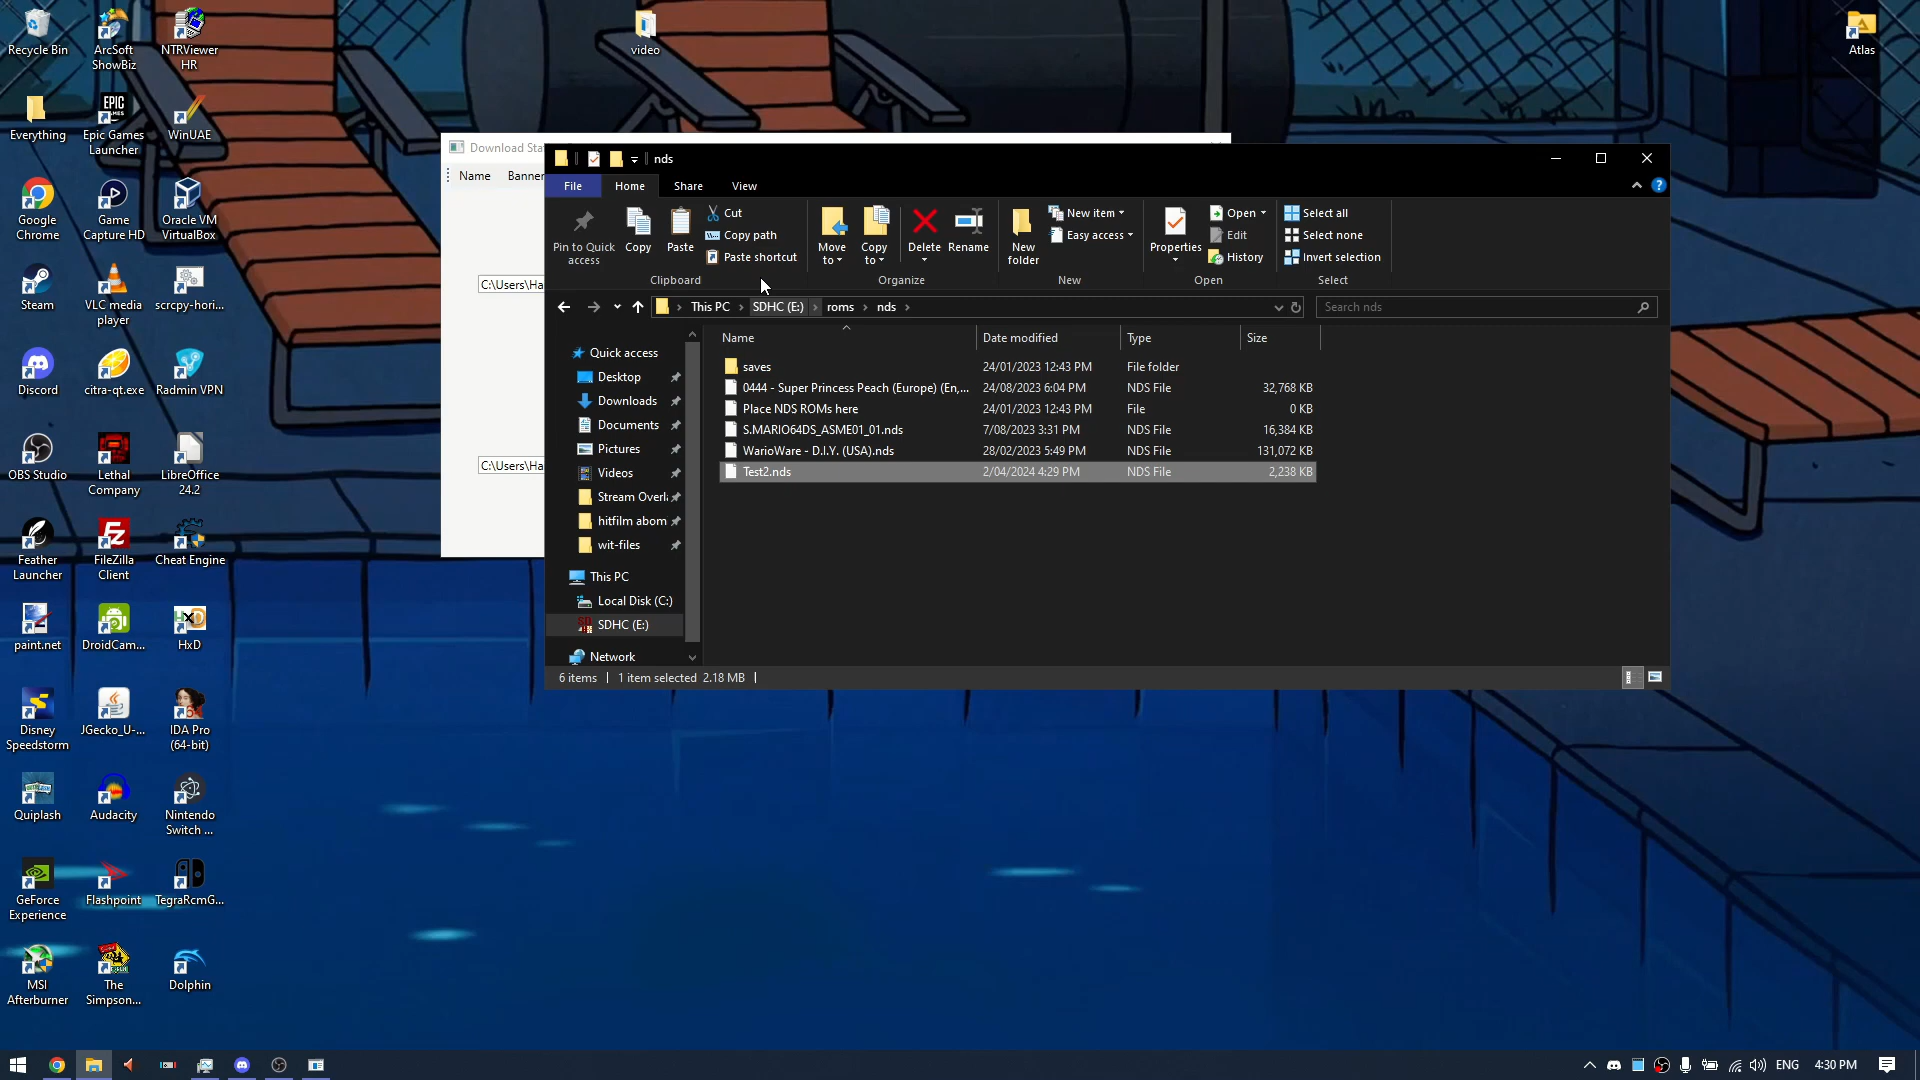 Recycle Bin
ArcSoft ShowBiz
NTRViewer HR
Everything
Epic Games Launcher
WinUAE
Google Chrome
Game Capture HD
Oracle VM VirtualBox
Steam
VLC media player
scrcpy-hori...
Discord
citra-qt.exe
Radmin VPN
OBS Studio
Lethal Company
LibreOffice 24.2
Feather Launcher
FileZilla Client
Cheat Engine
paint.net
DroidCam...
HxD
Disney Speedstorm
JGecko_U-...
IDA Pro (64-bit)
Quiplash
Audacity
Nintendo Switch ...
GeForce Experience
Flashpoint
TegraRcmG...
MSI Afterburner
The Simpson...
Dolphin
video
Atlas
Download Sta
Name Banner
C:\Users\Ha
C:\Users\Ha
nds
File Home Share View
Pin to Quick access
Copy
Paste
Cut
Copy path
Paste shortcut
Clipboard
Move to
Copy to
Delete
Rename
Organize
New folder
New item
Easy access
New
Properties
Open
Edit
History
Open
Select all
Select none
Invert selection
Select
This PC SDHC (E:) roms nds
Search nds
Quick access
Desktop
Downloads
Documents
Pictures
Videos
Stream Overl
hitfilm abom
wit-files
This PC
Local Disk (C:)
SDHC (E:)
Network
Name Date modified Type Size
saves 24/01/2023 12:43 PM File folder
0444 - Super Princess Peach (Europe) (En,... 24/08/2023 6:04 PM NDS File 32,768 KB
Place NDS ROMs here 24/01/2023 12:43 PM File 0 KB
S.MARIO64DS_ASME01_01.nds 7/08/2023 3:31 PM NDS File 16,384 KB
WarioWare - D.I.Y. (USA).nds 28/02/2023 5:49 PM NDS File 131,072 KB
Test2.nds 2/04/2024 4:29 PM NDS File 2,238 KB
6 items 1 item selected 2.18 MB
ENG 4:30 PM